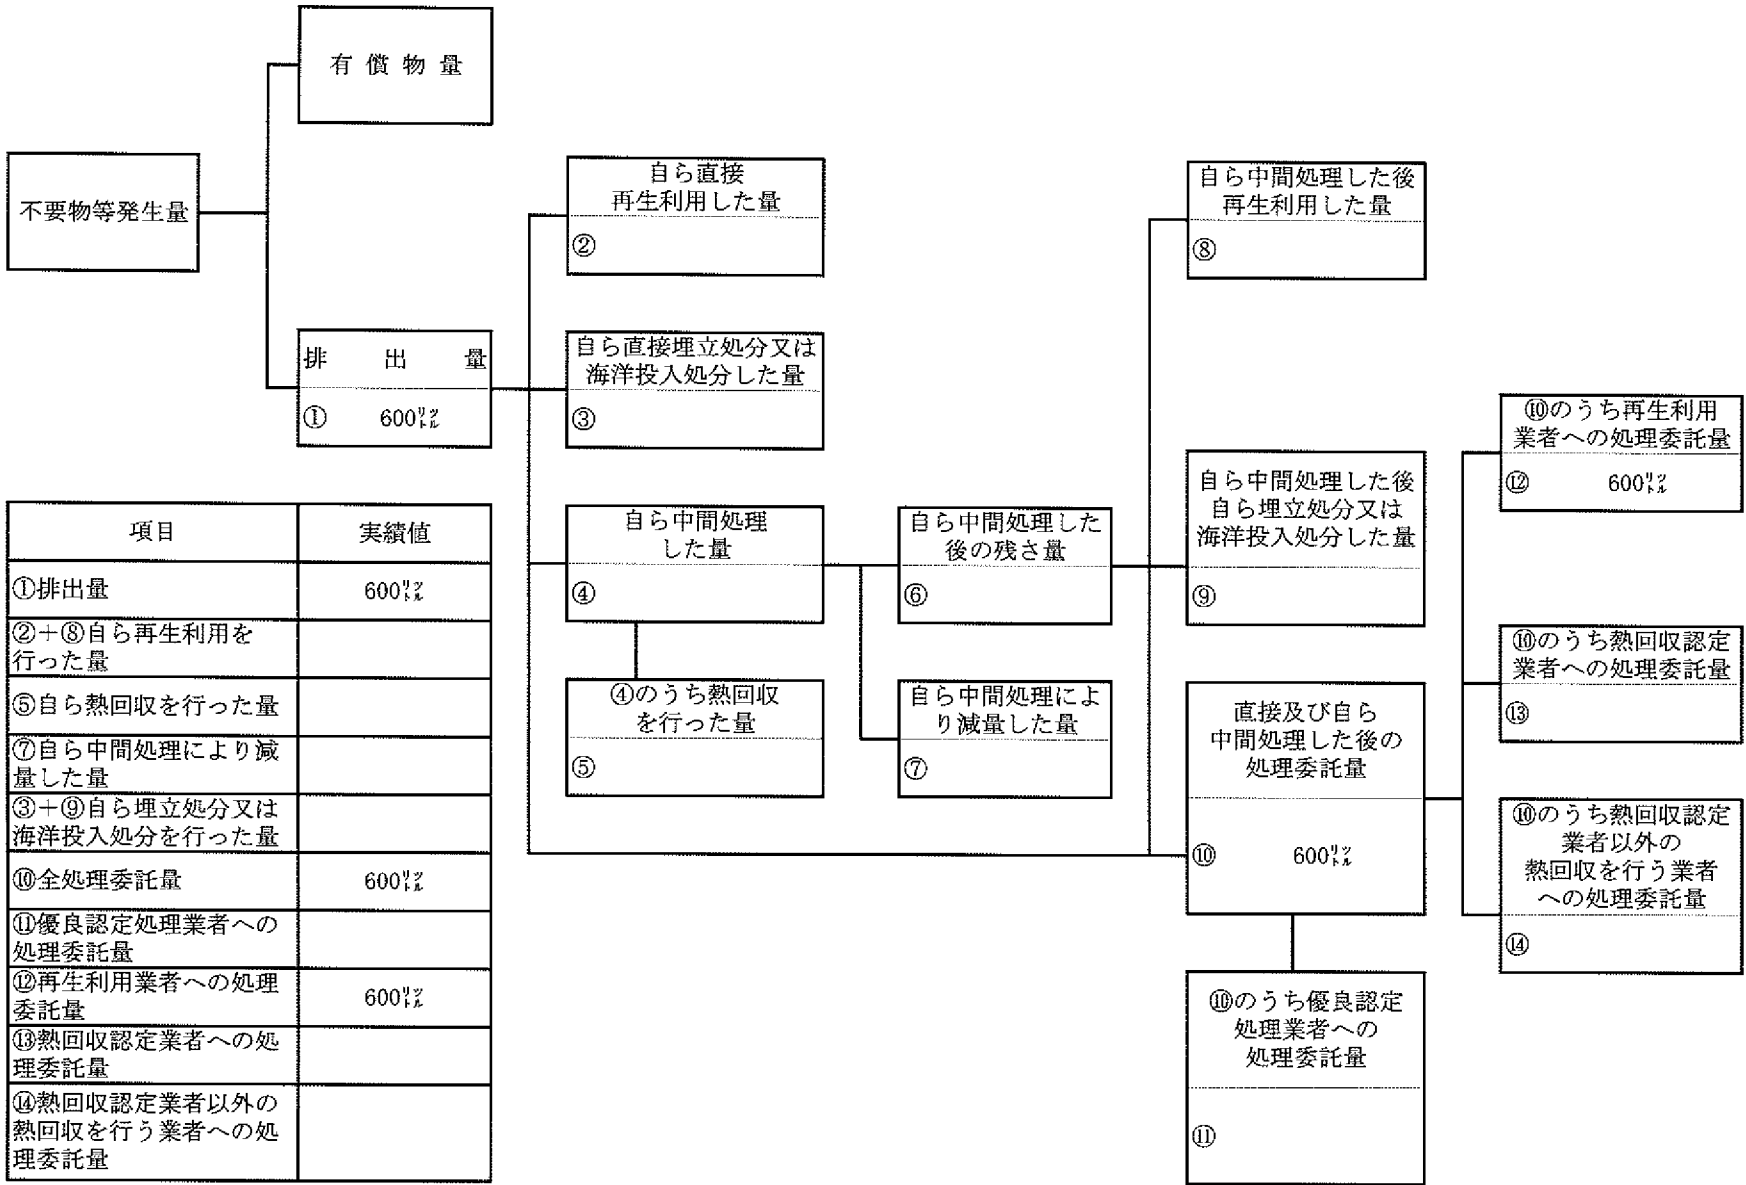 有償物量
不要物等発生量
排出量
① 600㍑
自ら直接
再生利用した量
②
自ら直接埋立処分又は
海洋投入処分した量
③
自ら中間処理
した量
④
④のうち熱回収
を行った量
⑤
自ら中間処理した
後の残さ量
⑥
自ら中間処理によ
り減量した量
⑦
自ら中間処理した後
再生利用した量
⑧
自ら中間処理した後
自ら埋立処分又は
海洋投入処分した量
⑨
直接及び自ら
中間処理した後の
処理委託量
⑩ 600㍑
⑩のうち優良認定
処理業者への
処理委託量
⑪
⑩のうち再生利用
業者への処理委託量
⑫ 600㍑
⑩のうち熱回収認定
業者への処理委託量
⑬
⑩のうち熱回収認定
業者以外の
熱回収を行う業者
への処理委託量
⑭
項目 実績値
①排出量 600㍑
②+⑧自ら再生利用を
行った量
⑤自ら熱回収を行った量
⑦自ら中間処理により減
量した量
③+⑨自ら埋立処分又は
海洋投入処分を行った量
⑩全処理委託量 600㍑
⑪優良認定処理業者への
処理委託量
⑫再生利用業者への処理
委託量 600㍑
⑬熱回収認定業者への処
理委託量
⑭熱回収認定業者以外の
熱回収を行う業者への処
理委託量